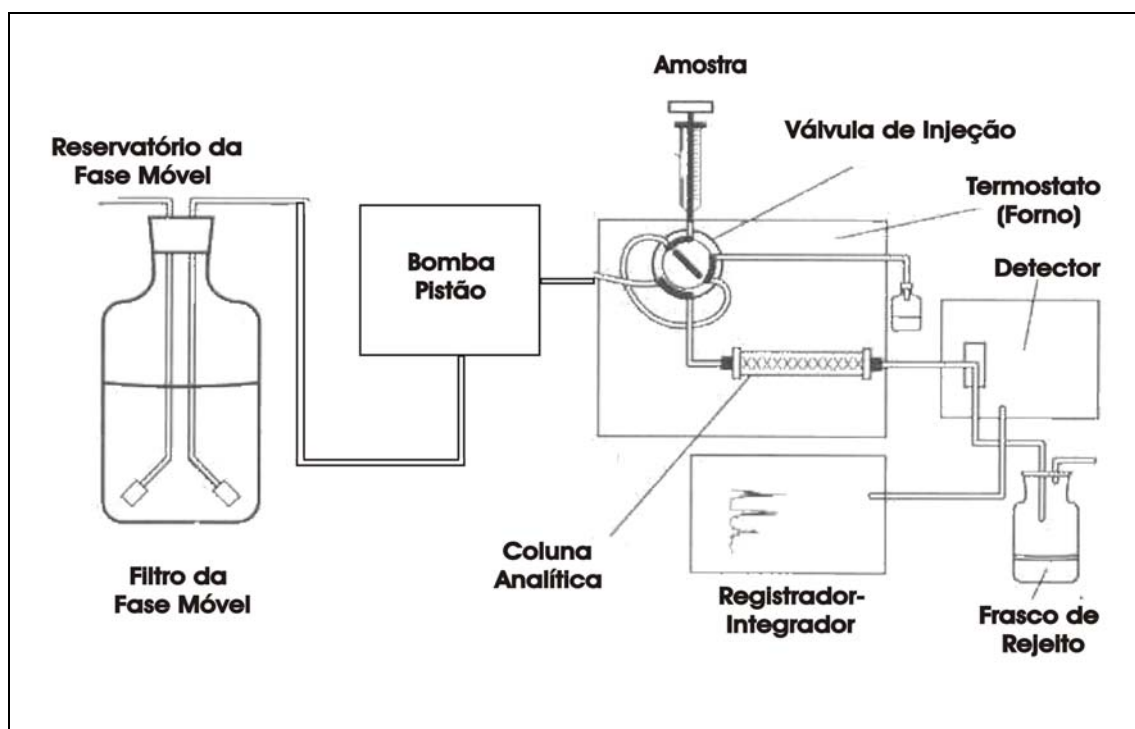 Amostra
Válvula de Injeção
Reservatório da
Fase Móvel
Termostato
(Forno)
Bomba
Pistão
Detector
Coluna
Analítica
Filtro da
Fase Móvel
Registrador-
Integrador
Frasco de
Rejeito